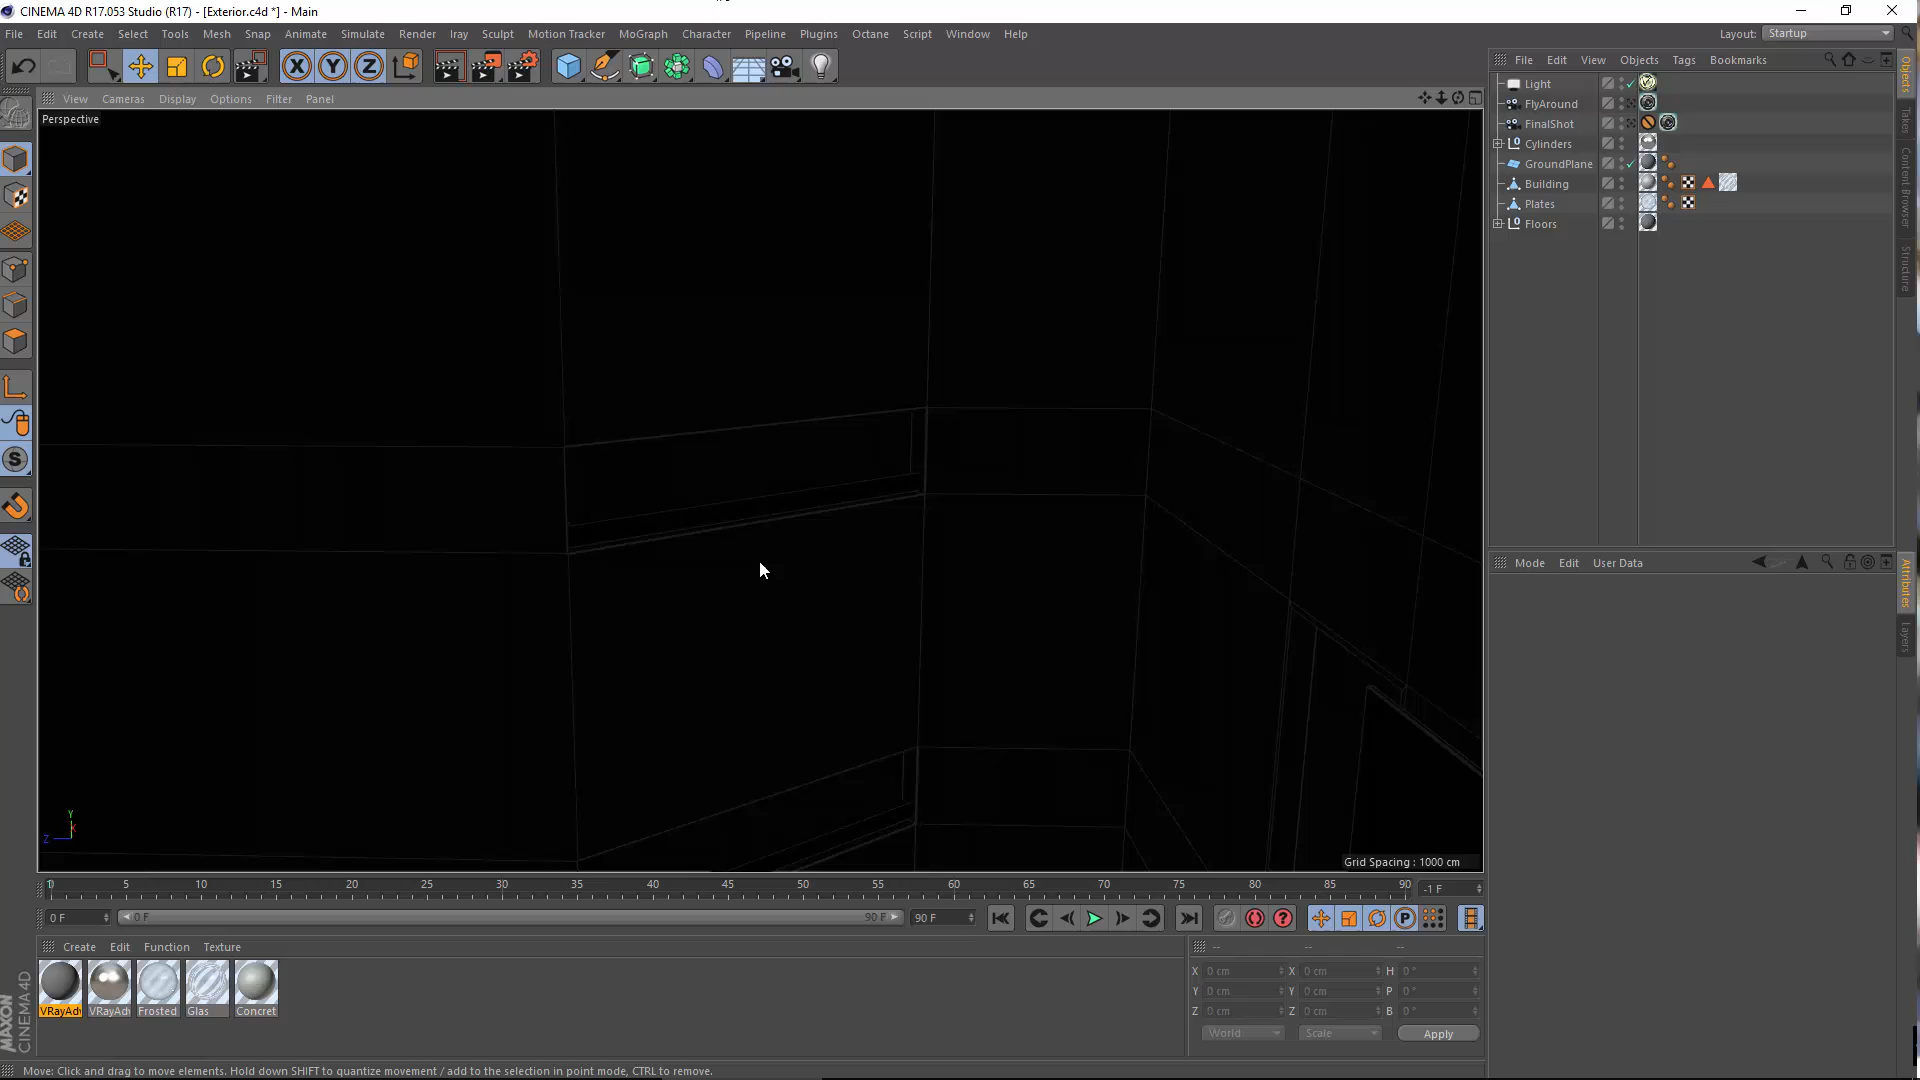 CINEMA 4D R17.053 Studio (R17) - [Exterior.c4d *] - Main
File Edit Create Select Tools Mesh Snap Animate Simulate Render Iray Sculpt Motion Tracker MoGraph Character Pipeline Plugins Octane Script Window Help
Layout: Startup
X Y Z
File Edit View Objects Tags Bookmarks
View Cameras Display Options Filter Panel
Perspective
Light
FlyAround
FinalShot
Cylinders
GroundPlane
Building
Plates
Floors
Objects
Takes
Content Browser
Structure
Mode Edit User Data
Attributes
Layers
S
Y
X
Z
Grid Spacing : 1000 cm
0 5 10 15 20 25 30 35 40 45 50 55 60 65 70 75 80 85 90
-1 F
0 F
0 F
90 F
90 F
P
Create Edit Function Texture
-- -- --
VRayAdv
VRayAdv
Frosted
Glas
Concret
X 0 cm X 0 cm H 0 °
Y 0 cm Y 0 cm P 0 °
Z 0 cm Z 0 cm B 0 °
World Scale Apply
MAXON CINEMA 4D
Move: Click and drag to move elements. Hold down SHIFT to quantize movement / add to the selection in point mode, CTRL to remove.